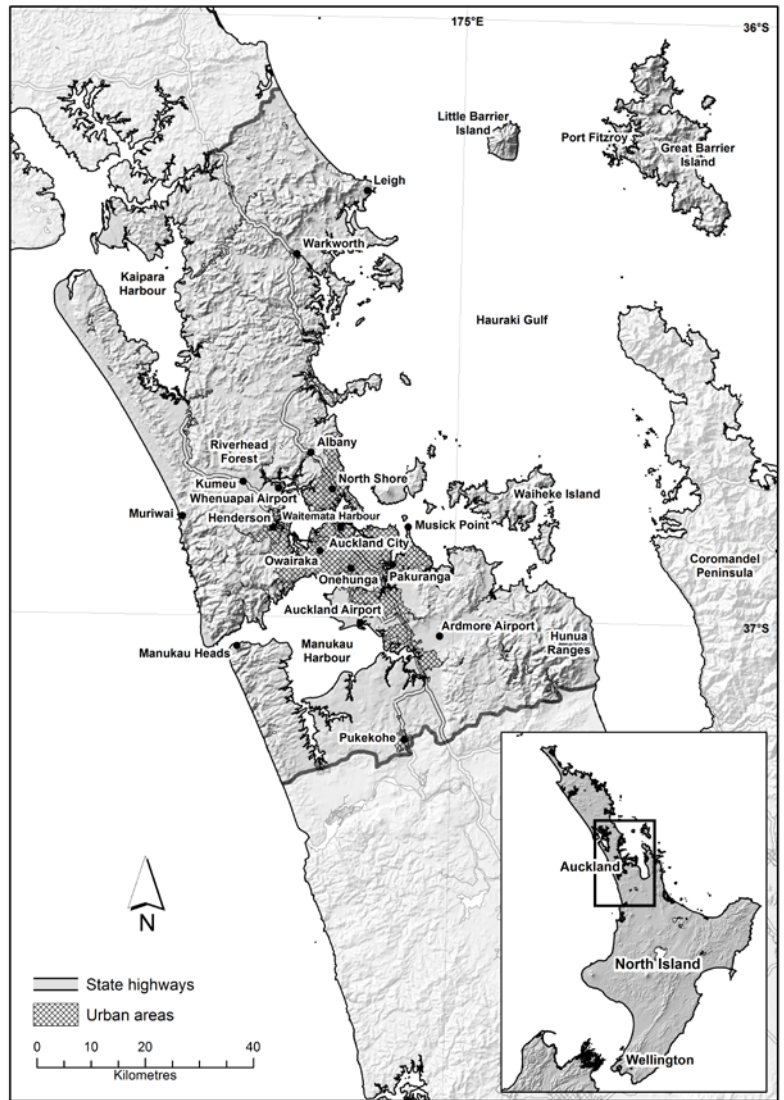 175°E
36°S
Little Barrier
Island
Port Fitzroy
Great Barrier
Island
Leigh
Warkworth
Kaipara
Harbour
Hauraki Gulf
Albany
Riverhead
Forest
Kumeu
North Shore
Whenuapai Airport
Waiheke Island
Muriwai
Henderson
Waitemata Harbour
Musick Point
Auckland City
Owairaka
Onehunga
Pakuranga
Coromandel
Peninsula
Auckland Airport
Ardmore Airport
37°S
Hunua
Ranges
Manukau Heads
Manukau
Harbour
Pukekohe
N
State highways
Urban areas
0 10 20 40
Kilometres
Auckland
North Island
Wellington